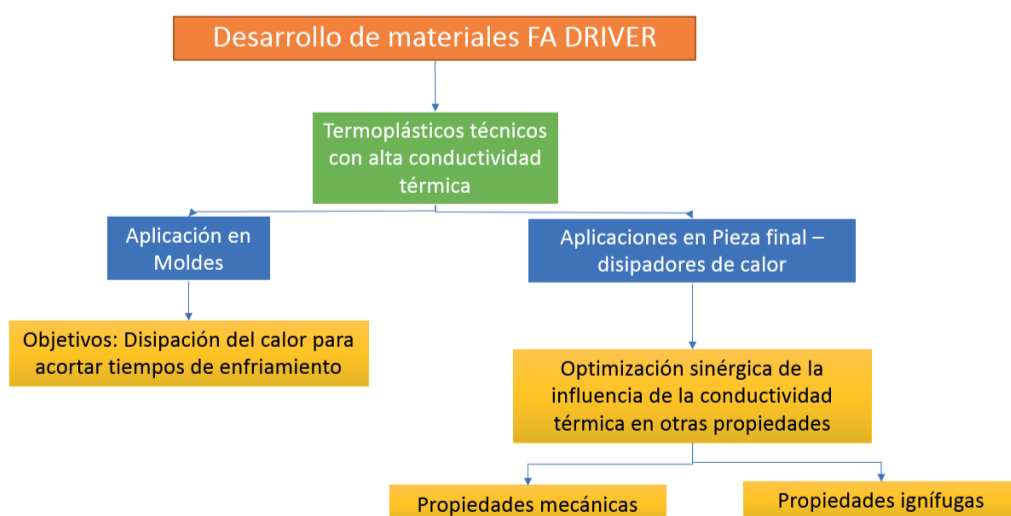 Desarrollo de materiales FA DRIVER
Termoplásticos técnicos
con alta conductividad
térmica
Aplicación en
Moldes
Aplicaciones en Pieza final –
disipadores de calor
Objetivos: Disipación del calor para
acortar tiempos de enfriamiento
Optimización sinérgica de la
influencia de la conductividad
térmica en otras propiedades
Propiedades mecánicas
Propiedades ignífugas